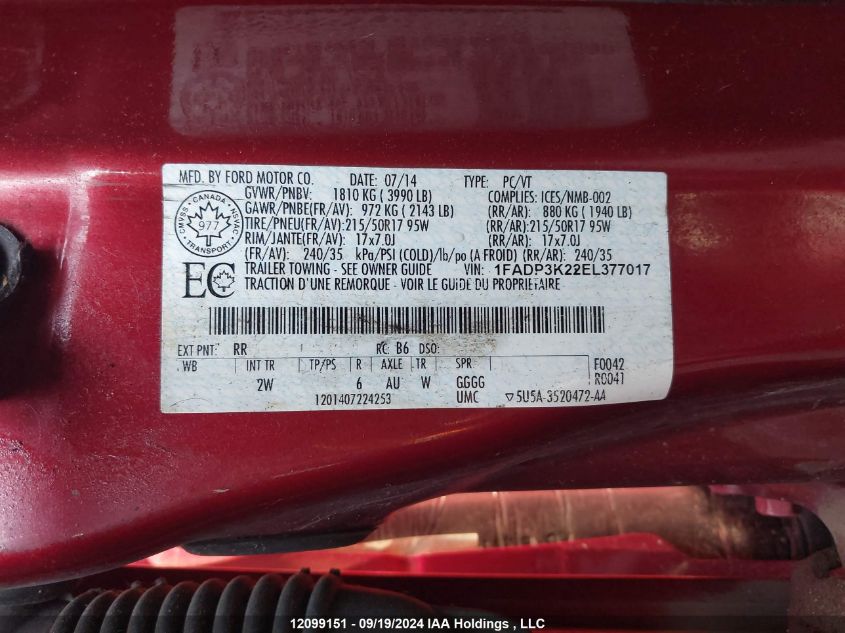 MFD. BY FORD MOTOR CO. DATE: 07/14 TYPE: PC/VT
GVWR/PNBV: 1810 KG ( 3990 LB) COMPLIES: ICES/NMB-002
GAWR/PNBE(FR/AV): 972 KG ( 2143 LB) (RR/AR): 880 KG ( 1940 LB)
TIRE/PNEU(FR/AV):215/50R17 95W (RR/AR):215/50R17 95W
RIM/JANTE(FR/AV): 17x7.0J (RR/AR): 17x7.0J
(FR/AV): 240/35 kPa/PSI (COLD)/lb/po (A FROID) (RR/AR): 240/35
TRAILER TOWING - SEE OWNER GUIDE VIN: 1FADP3K22EL377017
TRACTION D'UNE REMORQUE - VOIR LE GUIDE DU PROPRIETAIRE
CANADA
CMVSS NSVAC
977
TRANSPORT
EC
EXT PNT: RR RC: B6 DSO:
WB INT TR TP/PS R AXLE TR SPR F0042
2W 6 AU W GGGG R0041
1201407224253 UMC ▽5U5A-3520472-AA
12099151 - 09/19/2024 IAA Holdings , LLC